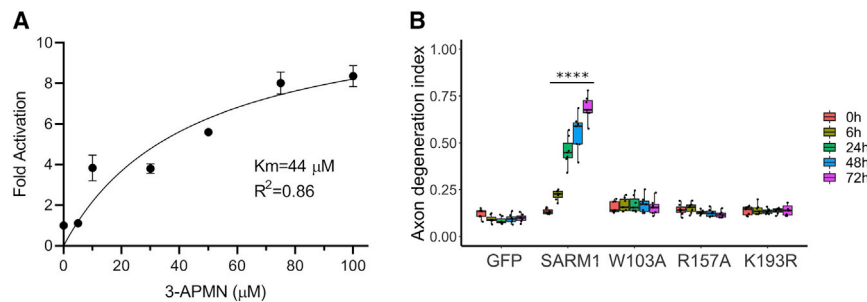 A
10
8
6
4
2
0
Fold Activation
Km=44 μM
R²=0.86
0 20 40 60 80 100
3-APMN (μM)
B
1.00
0.75
0.50
0.25
0.00
Axon degeneration index
****
GFP SARM1 W103A R157A K193R
0h
6h
24h
48h
72h